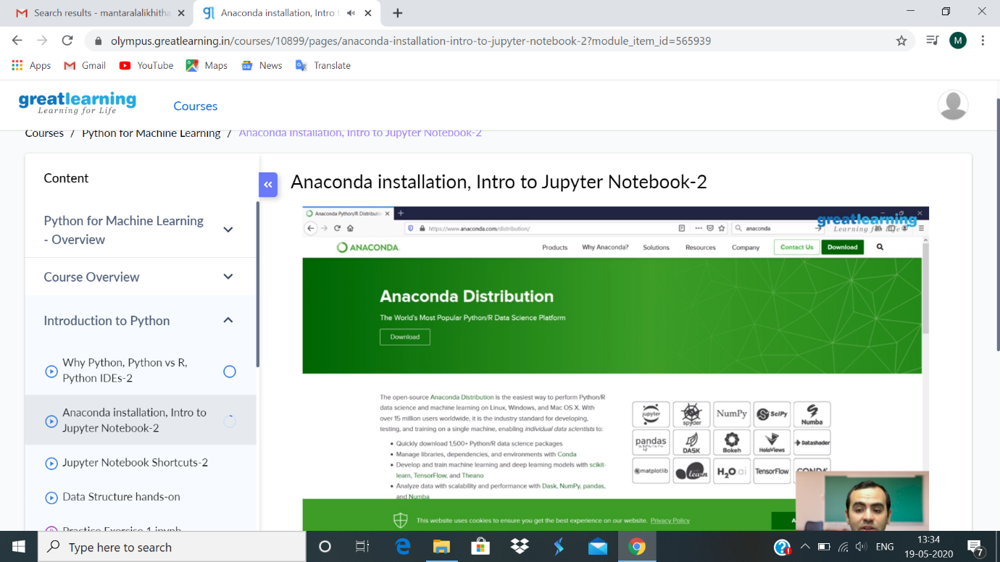 Search results - mantaralalikhitha
Anaconda installation, Intro t
olympus.greatlearning.in/courses/10899/pages/anaconda-installation-intro-to-jupyter-notebook-2?module_item_id=565939
M
Apps Gmail YouTube Maps News Translate
greatlearning
Learning for Life
Courses
Courses / Python for Machine Learning / Anaconda Installation, Intro to Jupyter Notebook-2
Content
Python for Machine Learning
- Overview
Course Overview
Introduction to Python
Why Python, Python vs R,
Python IDEs-2
Anaconda installation, Intro to
Jupyter Notebook-2
Jupyter Notebook Shortcuts-2
Data Structure hands-on
Practice Exercise 1.ipynb
Anaconda installation, Intro to Jupyter Notebook-2
Anaconda Python/R Distributio
greatlearning
Learning for Life
https://www.anaconda.com/distribution/
anaconda
ANACONDA.
Products Why Anaconda? Solutions Resources Company Contact Us Download
Anaconda Distribution
The World's Most Popular Python/R Data Science Platform
Download
The open-source Anaconda Distribution is the easiest way to perform Python/R
data science and machine learning on Linux, Windows, and Mac OS X. With
over 15 million users worldwide, it is the industry standard for developing,
testing, and training on a single machine, enabling individual data scientists to:
• Quickly download 1,500+ Python/R data science packages
• Manage libraries, dependencies, and environments with Conda
• Develop and train machine learning and deep learning models with scikit-
learn, TensorFlow, and Theano
• Analyze data with scalability and performance with Dask, NumPy, pandas,
and Numba
jupyter spyder NumPy SciPy Numba
pandas DASK Bokeh HoloViews Datashader
matplotlib learn H2O.ai TensorFlow CONDA
This website uses cookies to ensure you get the best experience on our website. Privacy Policy
A
Type here to search
ENG
13:34
19-05-2020
7